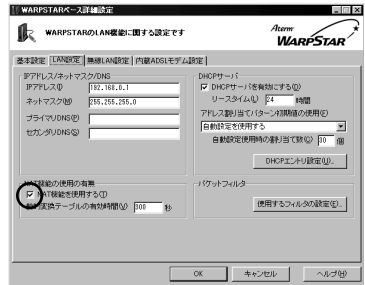 WARPSTARベース詳細設定
WARPSTARのLAN機能に関する設定です
Aterm
WARPSTAR
基本設定 LAN設定 無線LAN設定 内蔵ADSLモデム設定
IPアドレス/ネットマスク/DNS
IPアドレス(I) 192.168.0.1
ネットマスク(M) 255.255.255.0
プライマリDNS(P)
セカンダリDNS(S)
DHCPサーバ
DHCPサーバを有効にする(D)
リースタイム(L) 24 時間
アドレス割り当てパターン初期値の使用(E)
自動設定を使用する
自動設定使用時の割り当て数(C) 30 個
DHCPエントリ設定(U)...
NAT機能の使用の有無
NAT機能を使用する(T)
変換テーブルの有効時間(V) 300 秒
パケットフィルタ
使用するフィルタの設定(F)...
OK キャンセル ヘルプ(H)